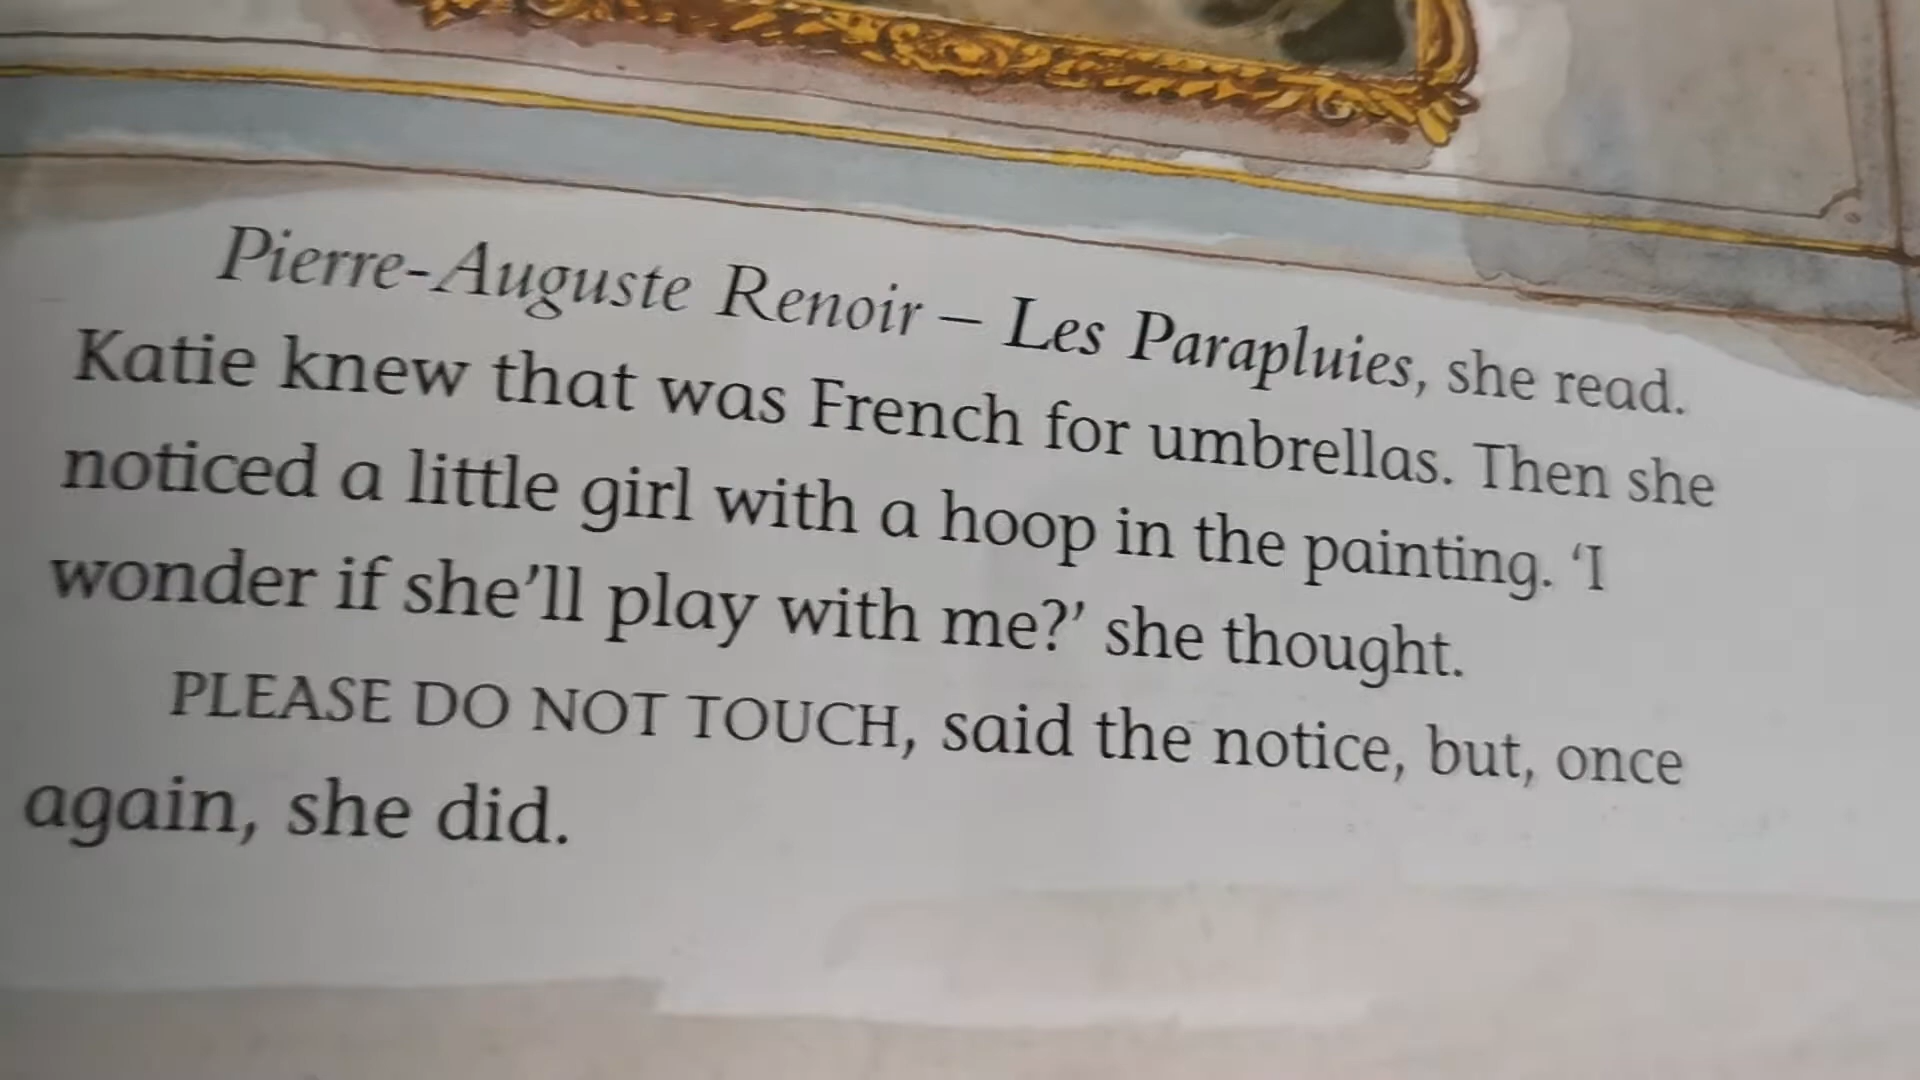 Pierre-Auguste Renoir – Les Parapluies, she read.
Katie knew that was French for umbrellas. Then she
noticed a little girl with a hoop in the painting. ‘I
wonder if she’ll play with me?’ she thought.
PLEASE DO NOT TOUCH, said the notice, but, once
again, she did.